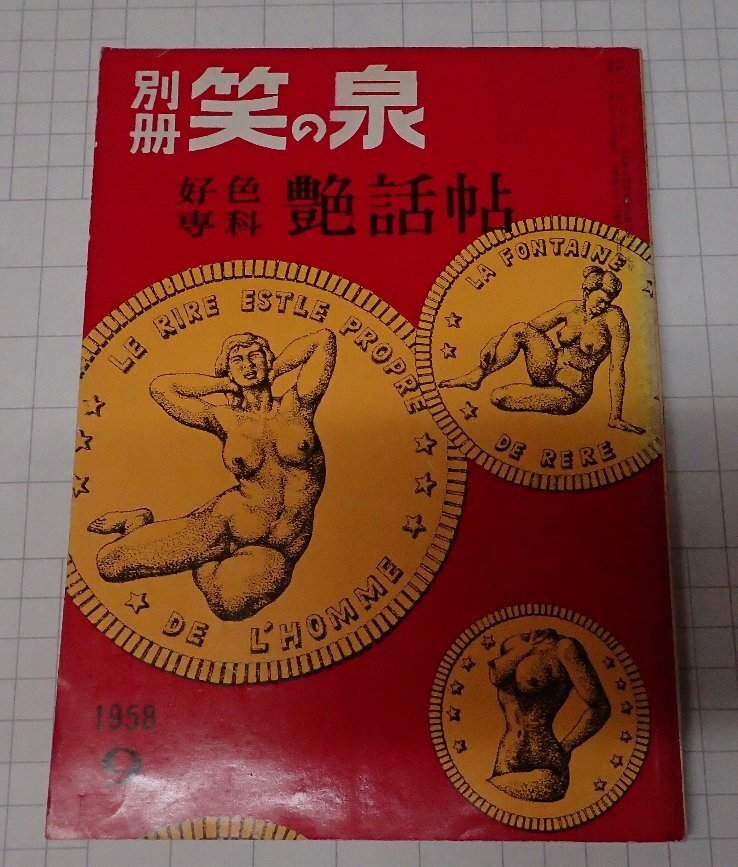 別冊 笑の泉
好色専科 艶話帖
LA FONTAINE
DE RERE
LE RIRE ESTLE PROPRE
DE L'HOMME
1958
9